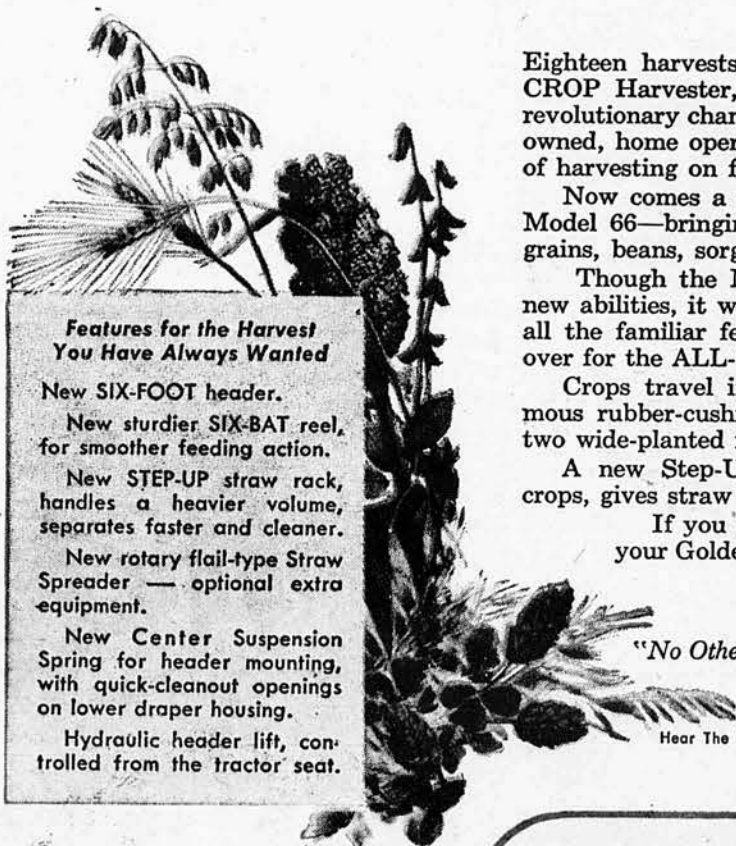 Features for the Harvest
You Have Always Wanted
New SIX-FOOT header.
New sturdier SIX-BAT reel,
for smoother feeding action.
New STEP-UP straw rack,
handles a heavier volume,
separates faster and cleaner.
New rotary flail-type Straw
Spreader — optional extra
equipment.
New Center Suspension
Spring for header mounting,
with quick-cleanout openings
on lower draper housing.
Hydraulic header lift, con-
trolled from the tractor seat.
Eighteen harvests
CROP Harvester,
revolutionary chan
owned, home oper
of harvesting on f
Now comes a
Model 66—bringin
grains, beans, sorg
Though the
new abilities, it w
all the familiar fe
over for the ALL-
Crops travel i
mous rubber-cushi
two wide-planted
A new Step-U
crops, gives straw
If you
your Golde
"No Othe
Hear The